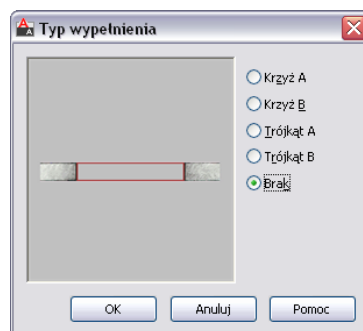 Typ wypełnienia
Krzyż A
Krzyż B
Trójkąt A
Trójkąt B
Brak
OK Anuluj Pomoc